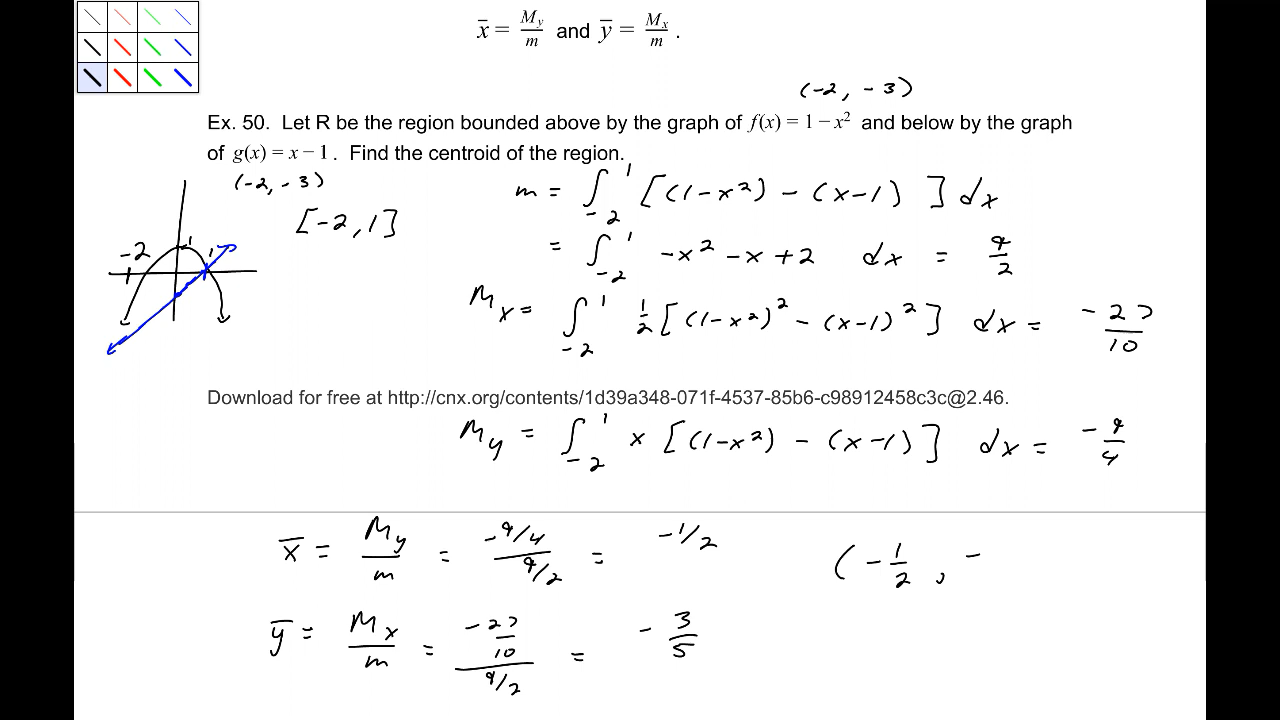 x̄ = M_y/m and ȳ = M_x/m .
(-2, -3)
Ex. 50. Let R be the region bounded above by the graph of f(x) = 1 − x² and below by the graph
of g(x) = x − 1. Find the centroid of the region.
(-2, -3)
[-2, 1]
-2 1 1
m = ∫_{-2}^{1} [(1-x²) - (x-1)] dx
= ∫_{-2}^{1} -x² - x + 2 dx = 9/2
M_x = ∫_{-2}^{1} 1/2 [(1-x²)² - (x-1)²] dx = -27/10
Download for free at http://cnx.org/contents/1d39a348-071f-4537-85b6-c98912458c3c@2.46.
M_y = ∫_{-2}^{1} x [(1-x²) - (x-1)] dx = -9/4
x̄ = M_y/m = (-9/4)/(9/2) = -1/2
(-1/2, -
ȳ = M_x/m = (-27/10)/(9/2) = -3/5